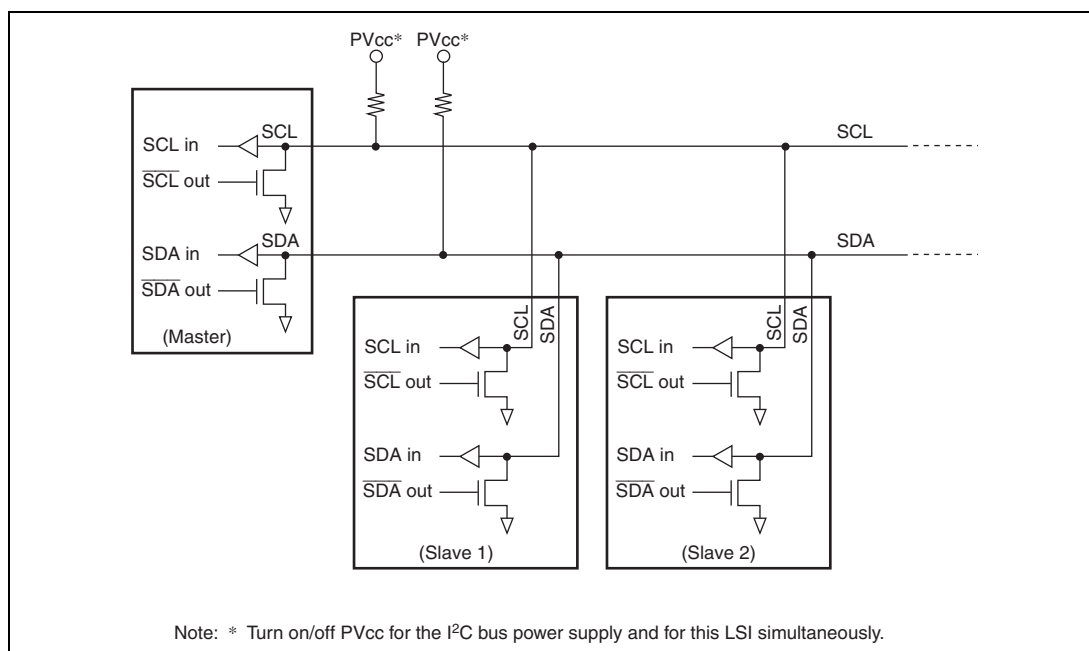 PVcc* PVcc*
SCL in
SCL
SCL
SCL out
SDA in
SDA
SDA
SDA out
(Master)
SCL
SDA
SCL
SDA
SCL in
SCL in
SCL out
SCL out
SDA in
SDA in
SDA out
SDA out
(Slave 1)
(Slave 2)
Note: * Turn on/off PVcc for the I²C bus power supply and for this LSI simultaneously.